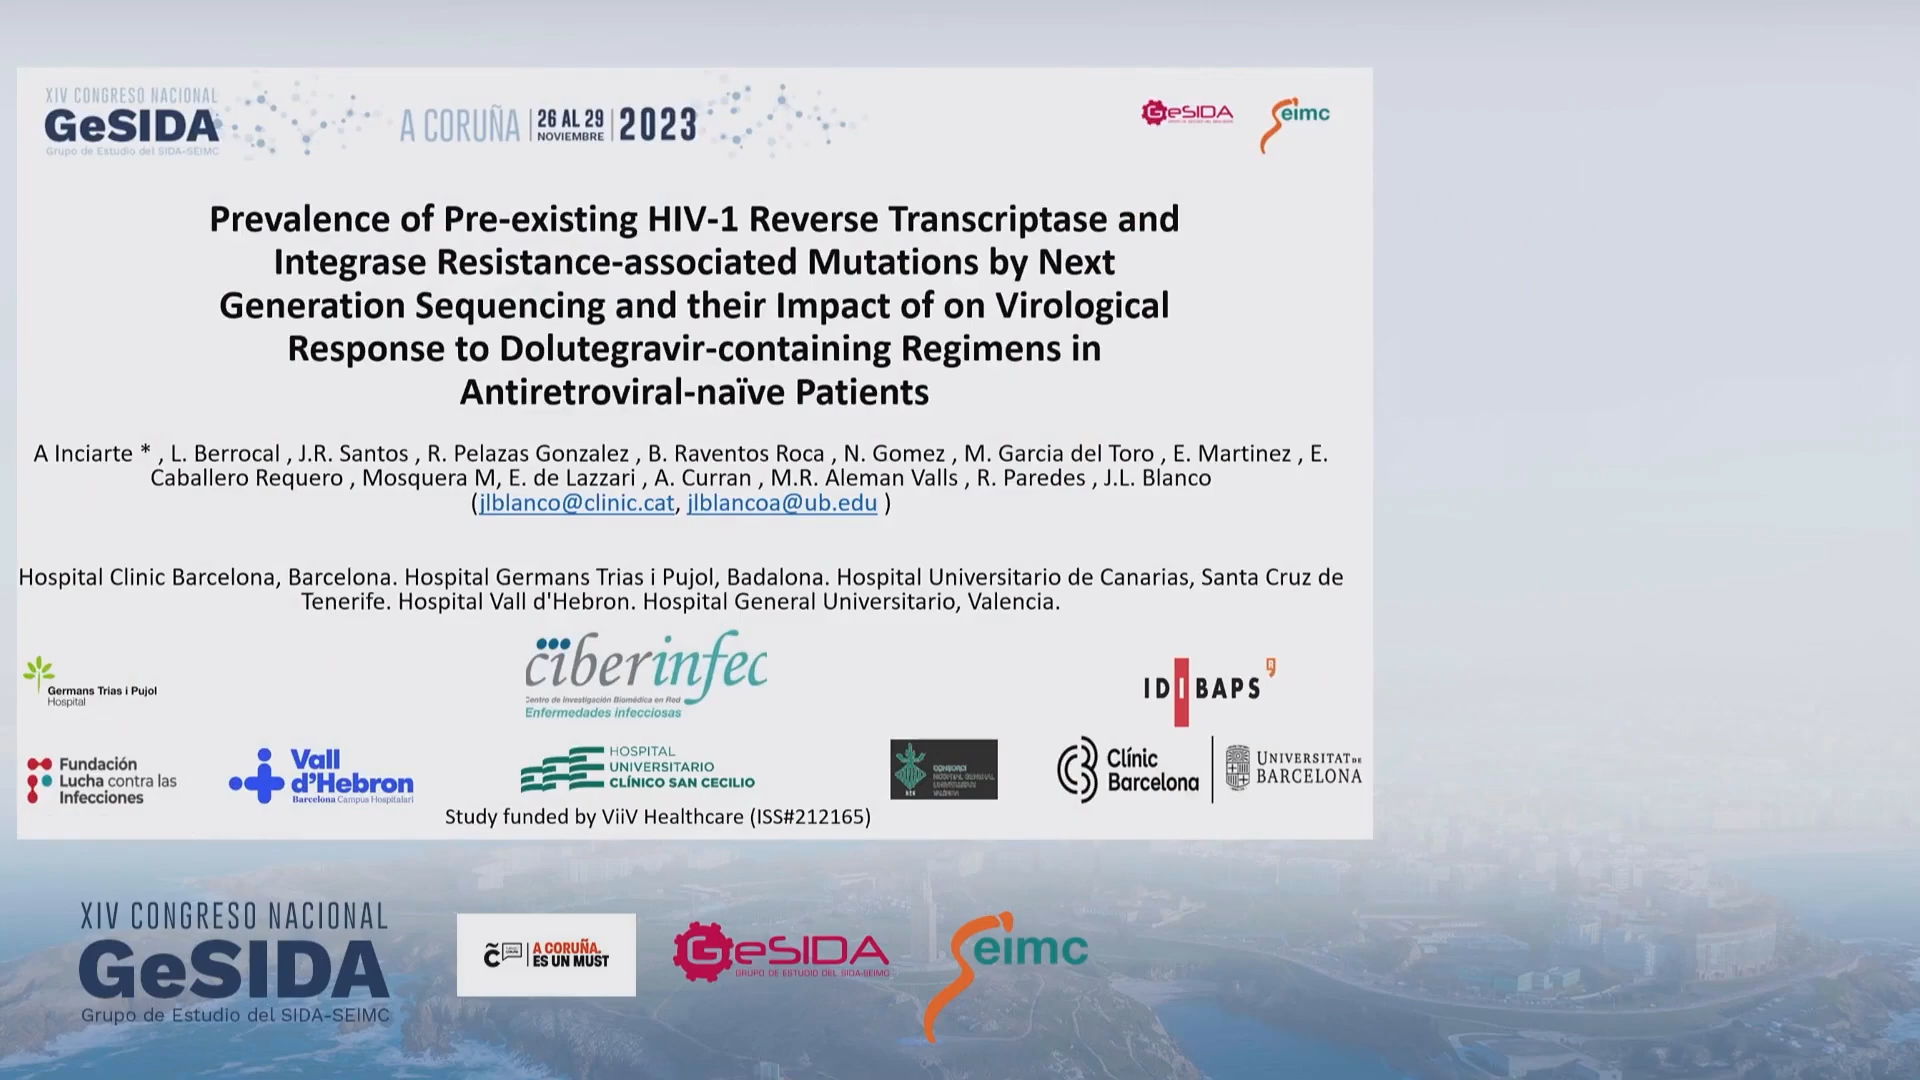 XIV CONGRESO NACIONAL
GeSIDA
Grupo de Estudio del SIDA-SEIMC
A CORUÑA
26 AL 29
NOVIEMBRE
2023
GeSIDA
Seimc
Prevalence of Pre-existing HIV-1 Reverse Transcriptase and
Integrase Resistance-associated Mutations by Next
Generation Sequencing and their Impact of on Virological
Response to Dolutegravir-containing Regimens in
Antiretroviral-naïve Patients
A Inciarte * , L. Berrocal , J.R. Santos , R. Pelazas Gonzalez , B. Raventos Roca , N. Gomez , M. Garcia del Toro , E. Martinez , E.
Caballero Requero , Mosquera M, E. de Lazzari , A. Curran , M.R. Aleman Valls , R. Paredes , J.L. Blanco
(jlblanco@clinic.cat, jlblancoa@ub.edu )
Hospital Clinic Barcelona, Barcelona. Hospital Germans Trias i Pujol, Badalona. Hospital Universitario de Canarias, Santa Cruz de
Tenerife. Hospital Vall d'Hebron. Hospital General Universitario, Valencia.
Germans Trias i Pujol
Hospital
ciberinfec
Centro de Investigación Biomédica en Red
Enfermedades infecciosas
IDIBAPS
Fundación
Lucha contra las
Infecciones
Vall
d'Hebron
Barcelona Campus Hospitalari
HOSPITAL
UNIVERSITARIO
CLÍNICO SAN CECILIO
CONSORCI
HOSPITAL GENERAL
UNIVERSITARI
VALÈNCIA
Clínic
Barcelona
UNIVERSITAT DE
BARCELONA
Study funded by ViiV Healthcare (ISS#212165)
XIV CONGRESO NACIONAL
GeSIDA
Grupo de Estudio del SIDA-SEIMC
A CORUÑA.
ES UN MUST
GeSIDA
GRUPO DE ESTUDIO DEL SIDA-SEIMC
Seimc